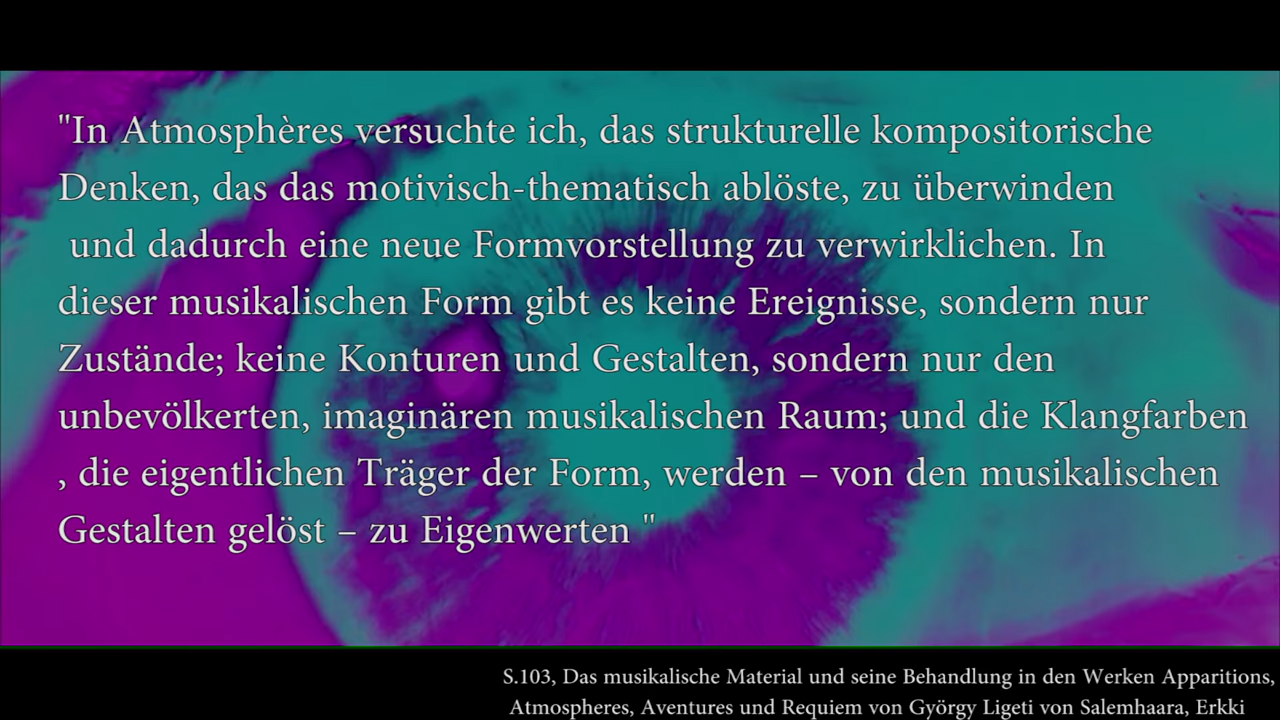 "In Atmosphères versuchte ich, das strukturelle kompositorische
Denken, das das motivisch-thematisch ablöste, zu überwinden
und dadurch eine neue Formvorstellung zu verwirklichen. In
dieser musikalischen Form gibt es keine Ereignisse, sondern nur
Zustände; keine Konturen und Gestalten, sondern nur den
unbevölkerten, imaginären musikalischen Raum; und die Klangfarben
, die eigentlichen Träger der Form, werden – von den musikalischen
Gestalten gelöst – zu Eigenwerten "
S.103, Das musikalische Material und seine Behandlung in den Werken Apparitions,
Atmospheres, Aventures und Requiem von György Ligeti von Salemhaara, Erkki